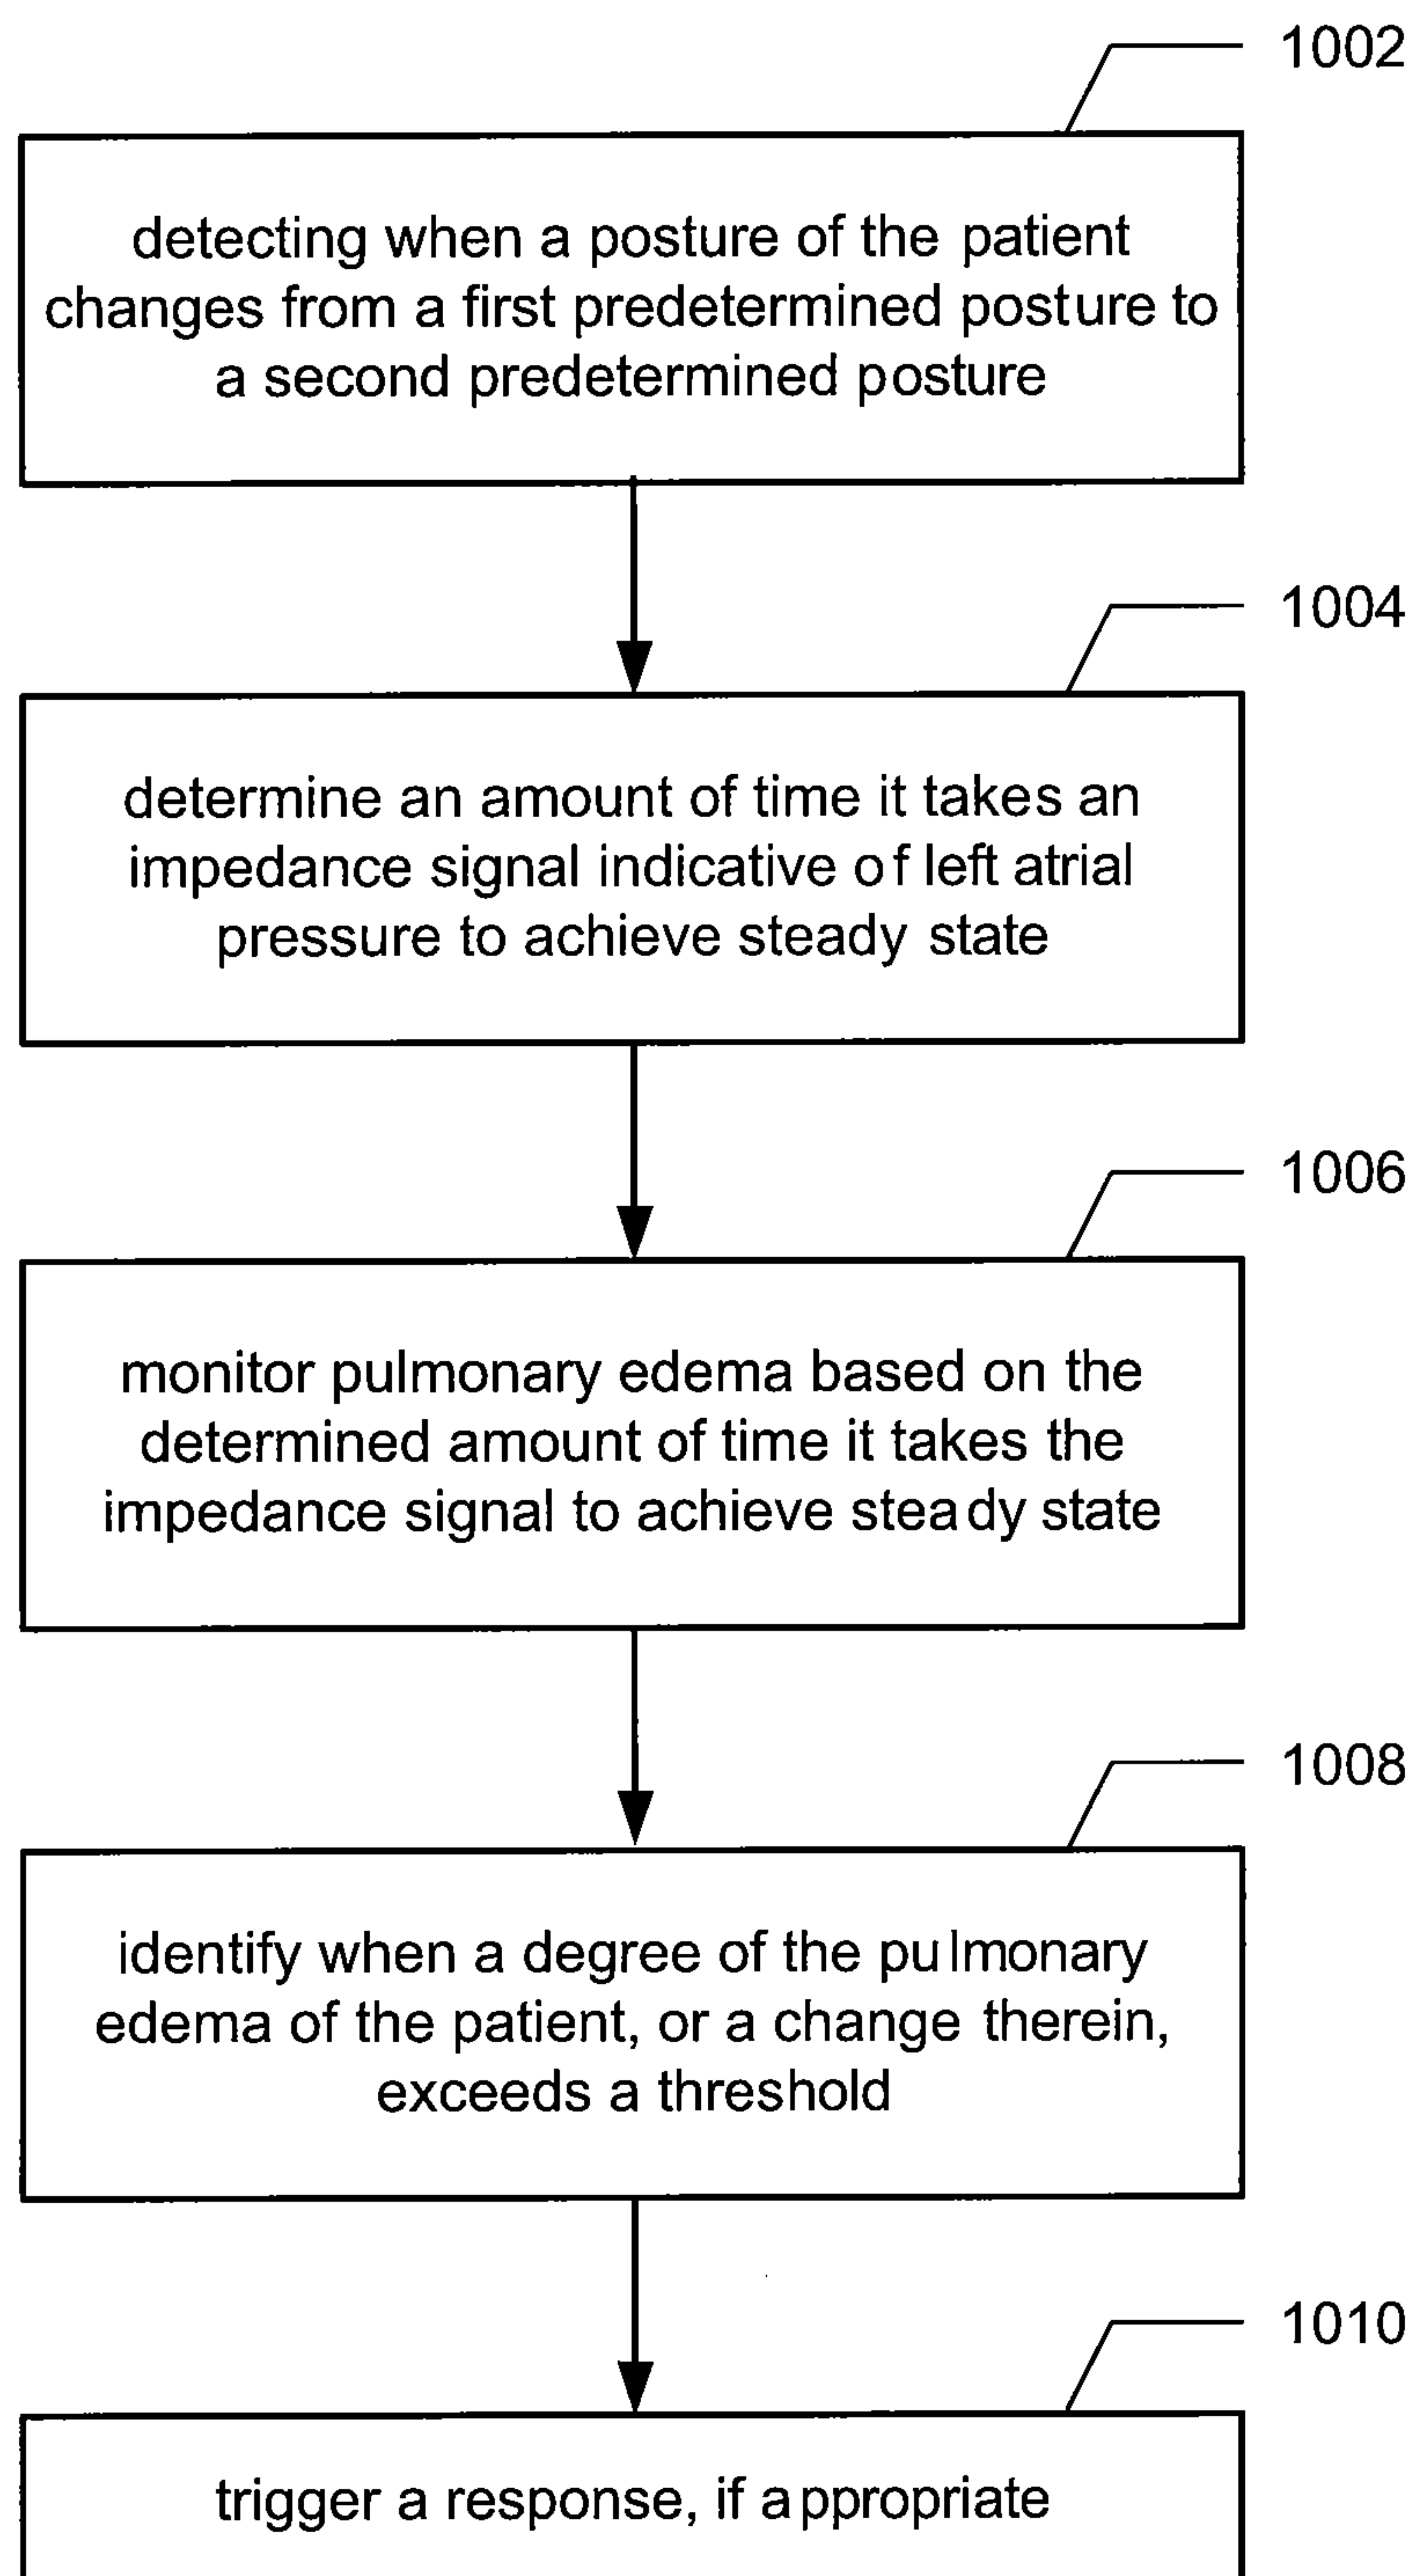 1002
detecting when a posture of the patient
changes from a first predetermined posture to
a second predetermined posture
1004
determine an amount of time it takes an
impedance signal indicative of left atrial
pressure to achieve steady state
1006
monitor pulmonary edema based on the
determined amount of time it takes the
impedance signal to achieve steady state
1008
identify when a degree of the pulmonary
edema of the patient, or a change therein,
exceeds a threshold
1010
trigger a response, if appropriate